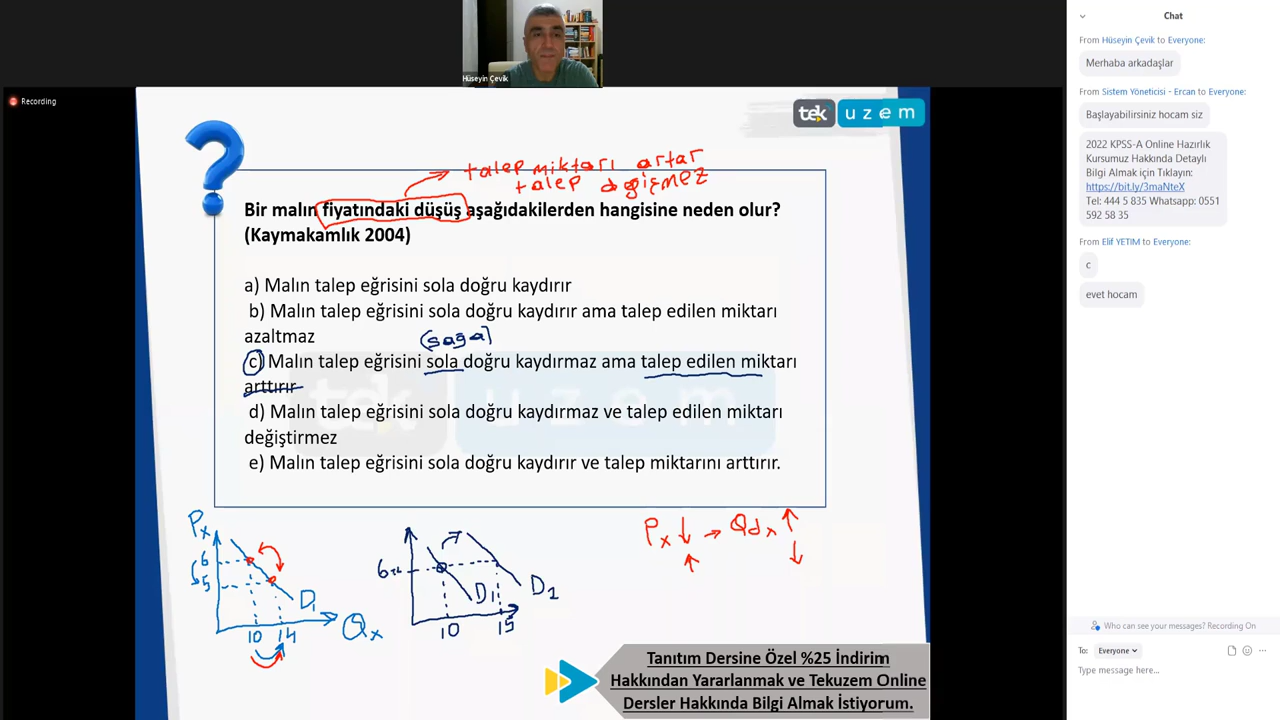 Hüseyin Çevik
Recording
tek uzem
talep miktarı artar
talep değişmez
Bir malın fiyatındaki düşüş aşağıdakilerden hangisine neden olur?
(Kaymakamlık 2004)
a) Malın talep eğrisini sola doğru kaydırır
b) Malın talep eğrisini sola doğru kaydırır ama talep edilen miktarı
azaltmaz
(sağa)
c) Malın talep eğrisini sola doğru kaydırmaz ama talep edilen miktarı
arttırır
d) Malın talep eğrisini sola doğru kaydırmaz ve talep edilen miktarı
değiştirmez
e) Malın talep eğrisini sola doğru kaydırır ve talep miktarını arttırır.
tek uzem
Px
6
5
D1
10 14
Qx
6
D1
D2
10 15
Px ↓ → Qdx ↑
↑ ↓
Tanıtım Dersine Özel %25 İndirim
Hakkından Yararlanmak ve Tekuzem Online
Dersler Hakkında Bilgi Almak İstiyorum.
Chat
From Hüseyin Çevik to Everyone:
Merhaba arkadaşlar
From Sistem Yöneticisi - Ercan to Everyone:
Başlayabilirsiniz hocam siz
2022 KPSS-A Online Hazırlık
Kursumuz Hakkında Detaylı
Bilgi Almak için Tıklayın:
https://bit.ly/3maNteX
Tel: 444 5 835 Whatsapp: 0551
592 58 35
From Elif YETIM to Everyone:
c
evet hocam
Who can see your messages? Recording On
To: Everyone
Type message here...